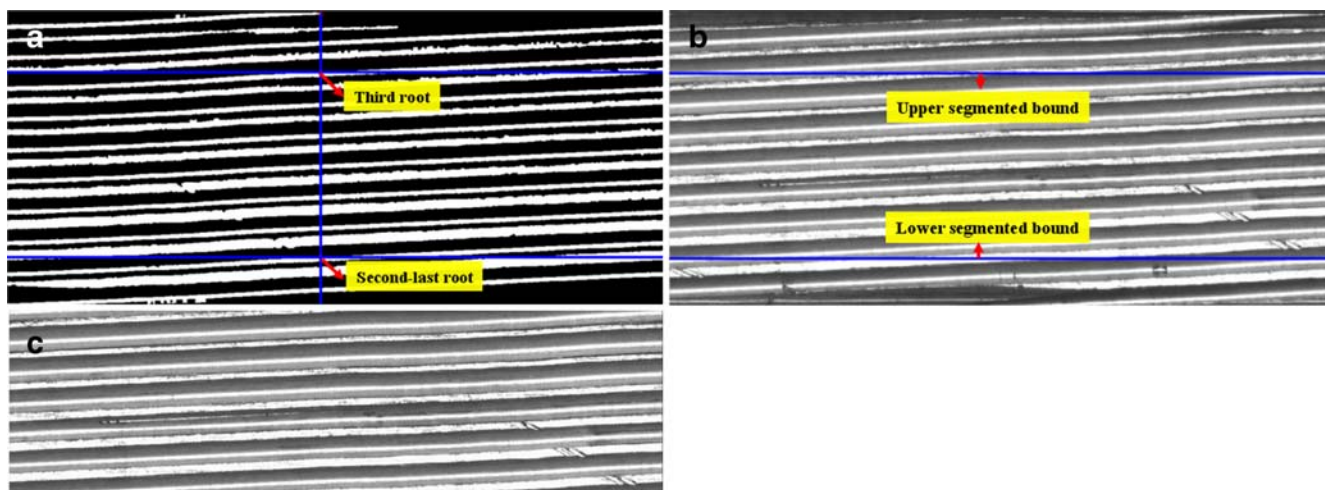 a
Third root
Second-last root
b
Upper segmented bound
Lower segmented bound
c